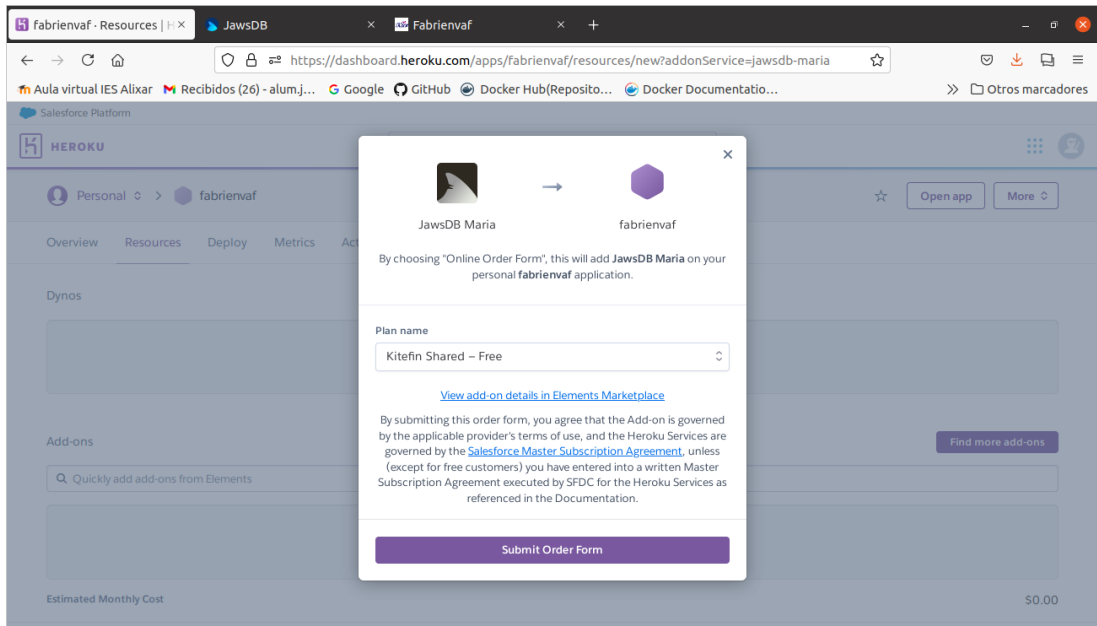 fabrienvaf · Resources | H
JawsDB
Fabrienvaf
https://dashboard.heroku.com/apps/fabrienvaf/resources/new?addonService=jawsdb-maria
Aula virtual IES Alixar
Recibidos (26) - alum.j…
Google
GitHub
Docker Hub(Reposito…
Docker Documentatio…
Otros marcadores
Salesforce Platform
HEROKU
Personal
fabrienvaf
Open app
More
Overview
Resources
Deploy
Metrics
Act
Dynos
Add-ons
Find more add-ons
Quickly add add-ons from Elements
Estimated Monthly Cost
$0.00
JawsDB Maria
fabrienvaf
By choosing "Online Order Form", this will add JawsDB Maria on your
personal fabrienvaf application.
Plan name
Kitefin Shared – Free
View add-on details in Elements Marketplace
By submitting this order form, you agree that the Add-on is governed
by the applicable provider's terms of use, and the Heroku Services are
governed by the Salesforce Master Subscription Agreement, unless
(except for free customers) you have entered into a written Master
Subscription Agreement executed by SFDC for the Heroku Services as
referenced in the Documentation.
Submit Order Form